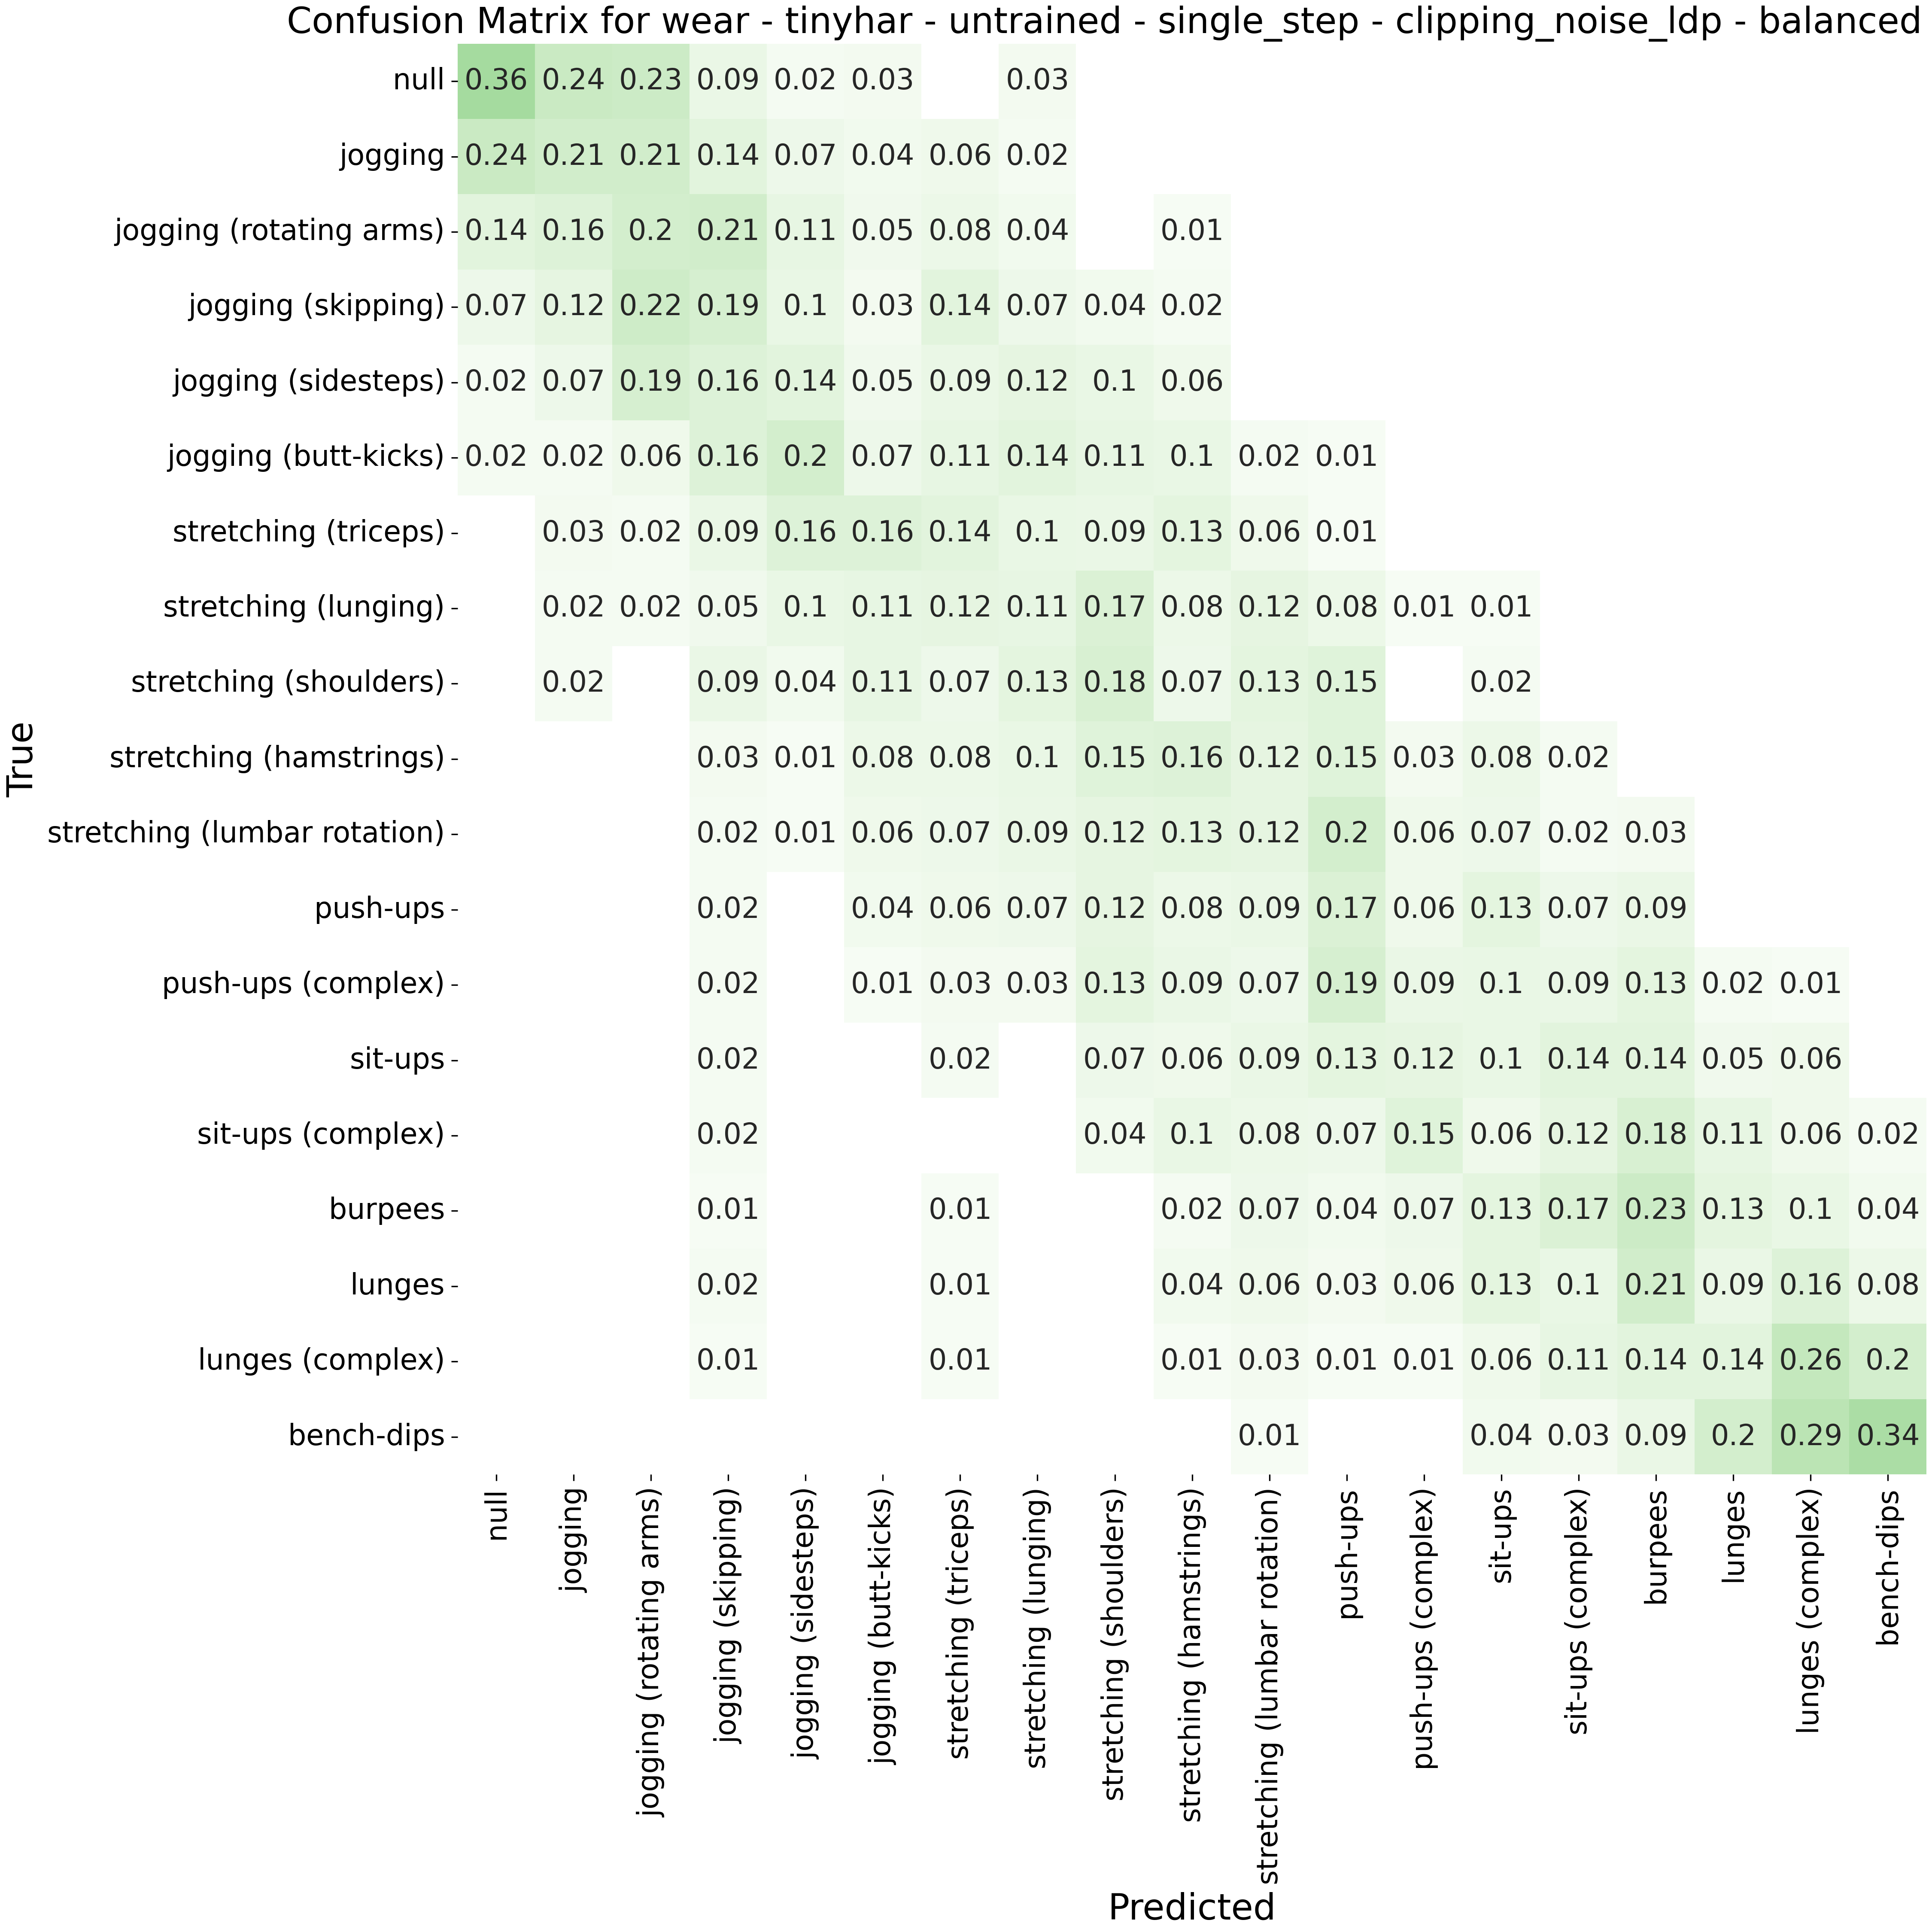 Confusion Matrix for wear - tinyhar - untrained - single_step - clipping_noise_ldp - balanced
null 0.36 0.24 0.23 0.09 0.02 0.03 0.03
jogging 0.24 0.21 0.21 0.14 0.07 0.04 0.06 0.02
jogging (rotating arms) 0.14 0.16 0.2 0.21 0.11 0.05 0.08 0.04 0.01
jogging (skipping) 0.07 0.12 0.22 0.19 0.1 0.03 0.14 0.07 0.04 0.02
jogging (sidesteps) 0.02 0.07 0.19 0.16 0.14 0.05 0.09 0.12 0.1 0.06
jogging (butt-kicks) 0.02 0.02 0.06 0.16 0.2 0.07 0.11 0.14 0.11 0.1 0.02 0.01
stretching (triceps) 0.03 0.02 0.09 0.16 0.16 0.14 0.1 0.09 0.13 0.06 0.01
stretching (lunging) 0.02 0.02 0.05 0.1 0.11 0.12 0.11 0.17 0.08 0.12 0.08 0.01 0.01
stretching (shoulders) 0.02 0.09 0.04 0.11 0.07 0.13 0.18 0.07 0.13 0.15 0.02
stretching (hamstrings) 0.03 0.01 0.08 0.08 0.1 0.15 0.16 0.12 0.15 0.03 0.08 0.02
stretching (lumbar rotation) 0.02 0.01 0.06 0.07 0.09 0.12 0.13 0.12 0.2 0.06 0.07 0.02 0.03
push-ups 0.02 0.04 0.06 0.07 0.12 0.08 0.09 0.17 0.06 0.13 0.07 0.09
push-ups (complex) 0.02 0.01 0.03 0.03 0.13 0.09 0.07 0.19 0.09 0.1 0.09 0.13 0.02 0.01
sit-ups 0.02 0.02 0.07 0.06 0.09 0.13 0.12 0.1 0.14 0.14 0.05 0.06
sit-ups (complex) 0.02 0.04 0.1 0.08 0.07 0.15 0.06 0.12 0.18 0.11 0.06 0.02
burpees 0.01 0.01 0.02 0.07 0.04 0.07 0.13 0.17 0.23 0.13 0.1 0.04
lunges 0.02 0.01 0.04 0.06 0.03 0.06 0.13 0.1 0.21 0.09 0.16 0.08
lunges (complex) 0.01 0.01 0.01 0.03 0.01 0.01 0.06 0.11 0.14 0.14 0.26 0.2
bench-dips 0.01 0.04 0.03 0.09 0.2 0.29 0.34
True
null
jogging
jogging (rotating arms)
jogging (skipping)
jogging (sidesteps)
jogging (butt-kicks)
stretching (triceps)
stretching (lunging)
stretching (shoulders)
stretching (hamstrings)
stretching (lumbar rotation)
push-ups
push-ups (complex)
sit-ups
sit-ups (complex)
burpees
lunges
lunges (complex)
bench-dips
Predicted